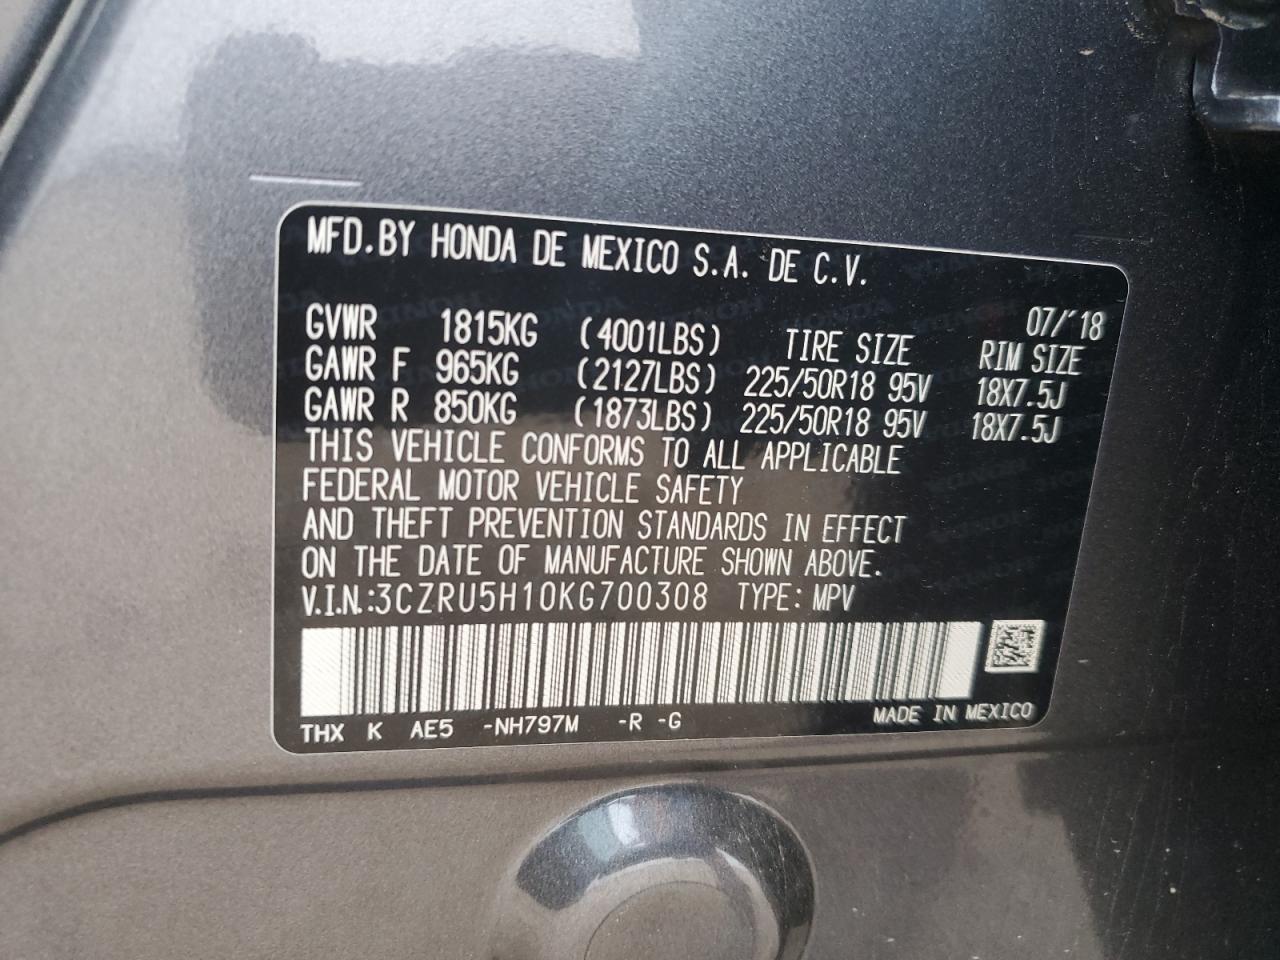 MFD.BY HONDA DE MEXICO S.A. DE C.V.
07/'18
GVWR 1815KG (4001LBS) TIRE SIZE RIM SIZE
GAWR F 965KG (2127LBS) 225/50R18 95V 18X7.5J
GAWR R 850KG (1873LBS) 225/50R18 95V 18X7.5J
THIS VEHICLE CONFORMS TO ALL APPLICABLE
FEDERAL MOTOR VEHICLE SAFETY
AND THEFT PREVENTION STANDARDS IN EFFECT
ON THE DATE OF MANUFACTURE SHOWN ABOVE.
V.I.N.:3CZRU5H10KG700308 TYPE: MPV
THX K AE5 -NH797M -R -G MADE IN MEXICO